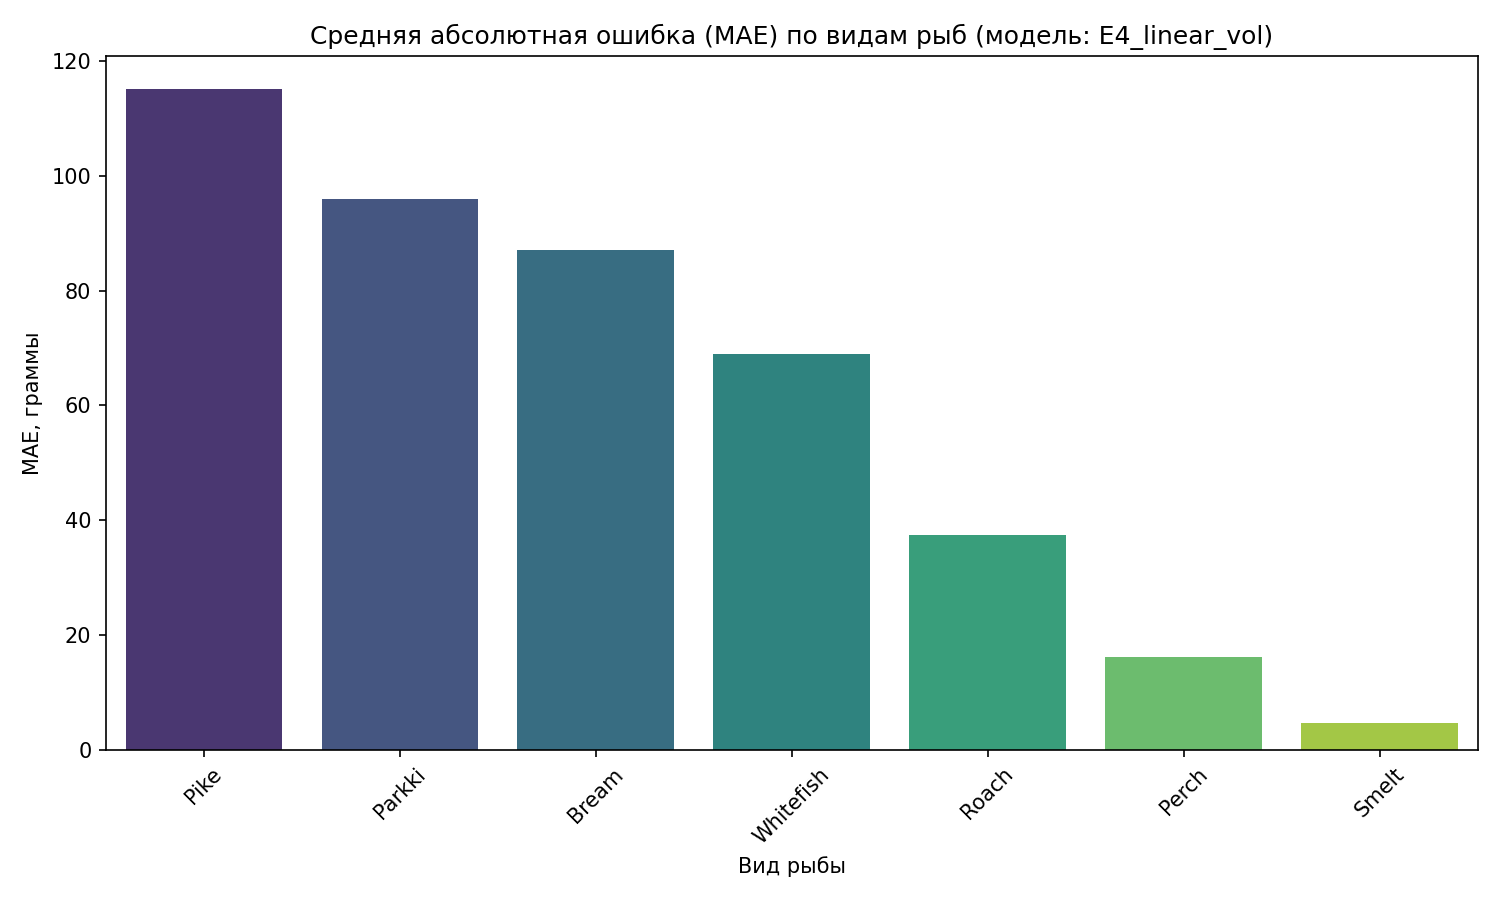 Средняя абсолютная ошибка (MAE) по видам рыб (модель: E4_linear_vol)
MAE, граммы
120
100
80
60
40
20
0
Pike
Parkki
Bream
Whitefish
Roach
Perch
Smelt
Вид рыбы